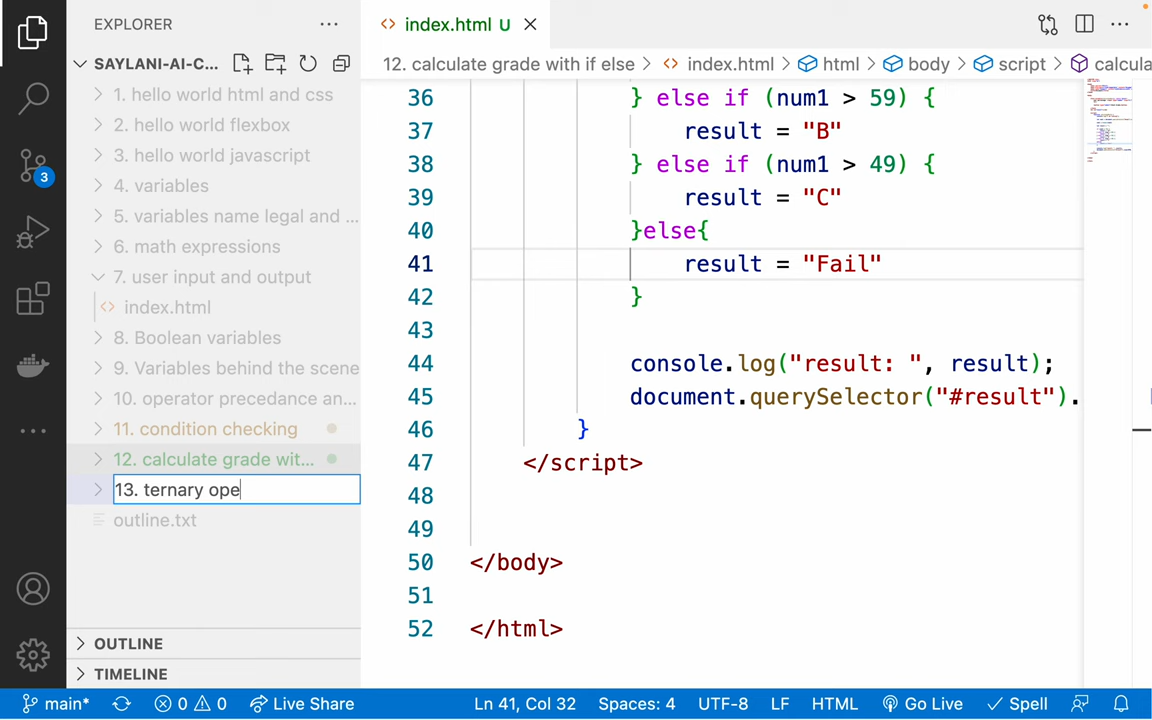 EXPLORER
index.html U
SAYLANI-AI-C...
12. calculate grade with if else > index.html > html > body > script > calcula
1. hello world html and css
2. hello world flexbox
3. hello world javascript
4. variables
5. variables name legal and ...
6. math expressions
7. user input and output
index.html
8. Boolean variables
9. Variables behind the scene
10. operator precedance an...
11. condition checking
12. calculate grade wit...
13. ternary ope
outline.txt
OUTLINE
TIMELINE
36 } else if (num1 > 59) {
37 result = "B"
38 } else if (num1 > 49) {
39 result = "C"
40 }else{
41 result = "Fail"
42 }
43
44 console.log("result: ", result);
45 document.querySelector("#result").
46 }
47 </script>
48
49
50 </body>
51
52 </html>
3
main* 0 0 Live Share Ln 41, Col 32 Spaces: 4 UTF-8 LF HTML Go Live Spell